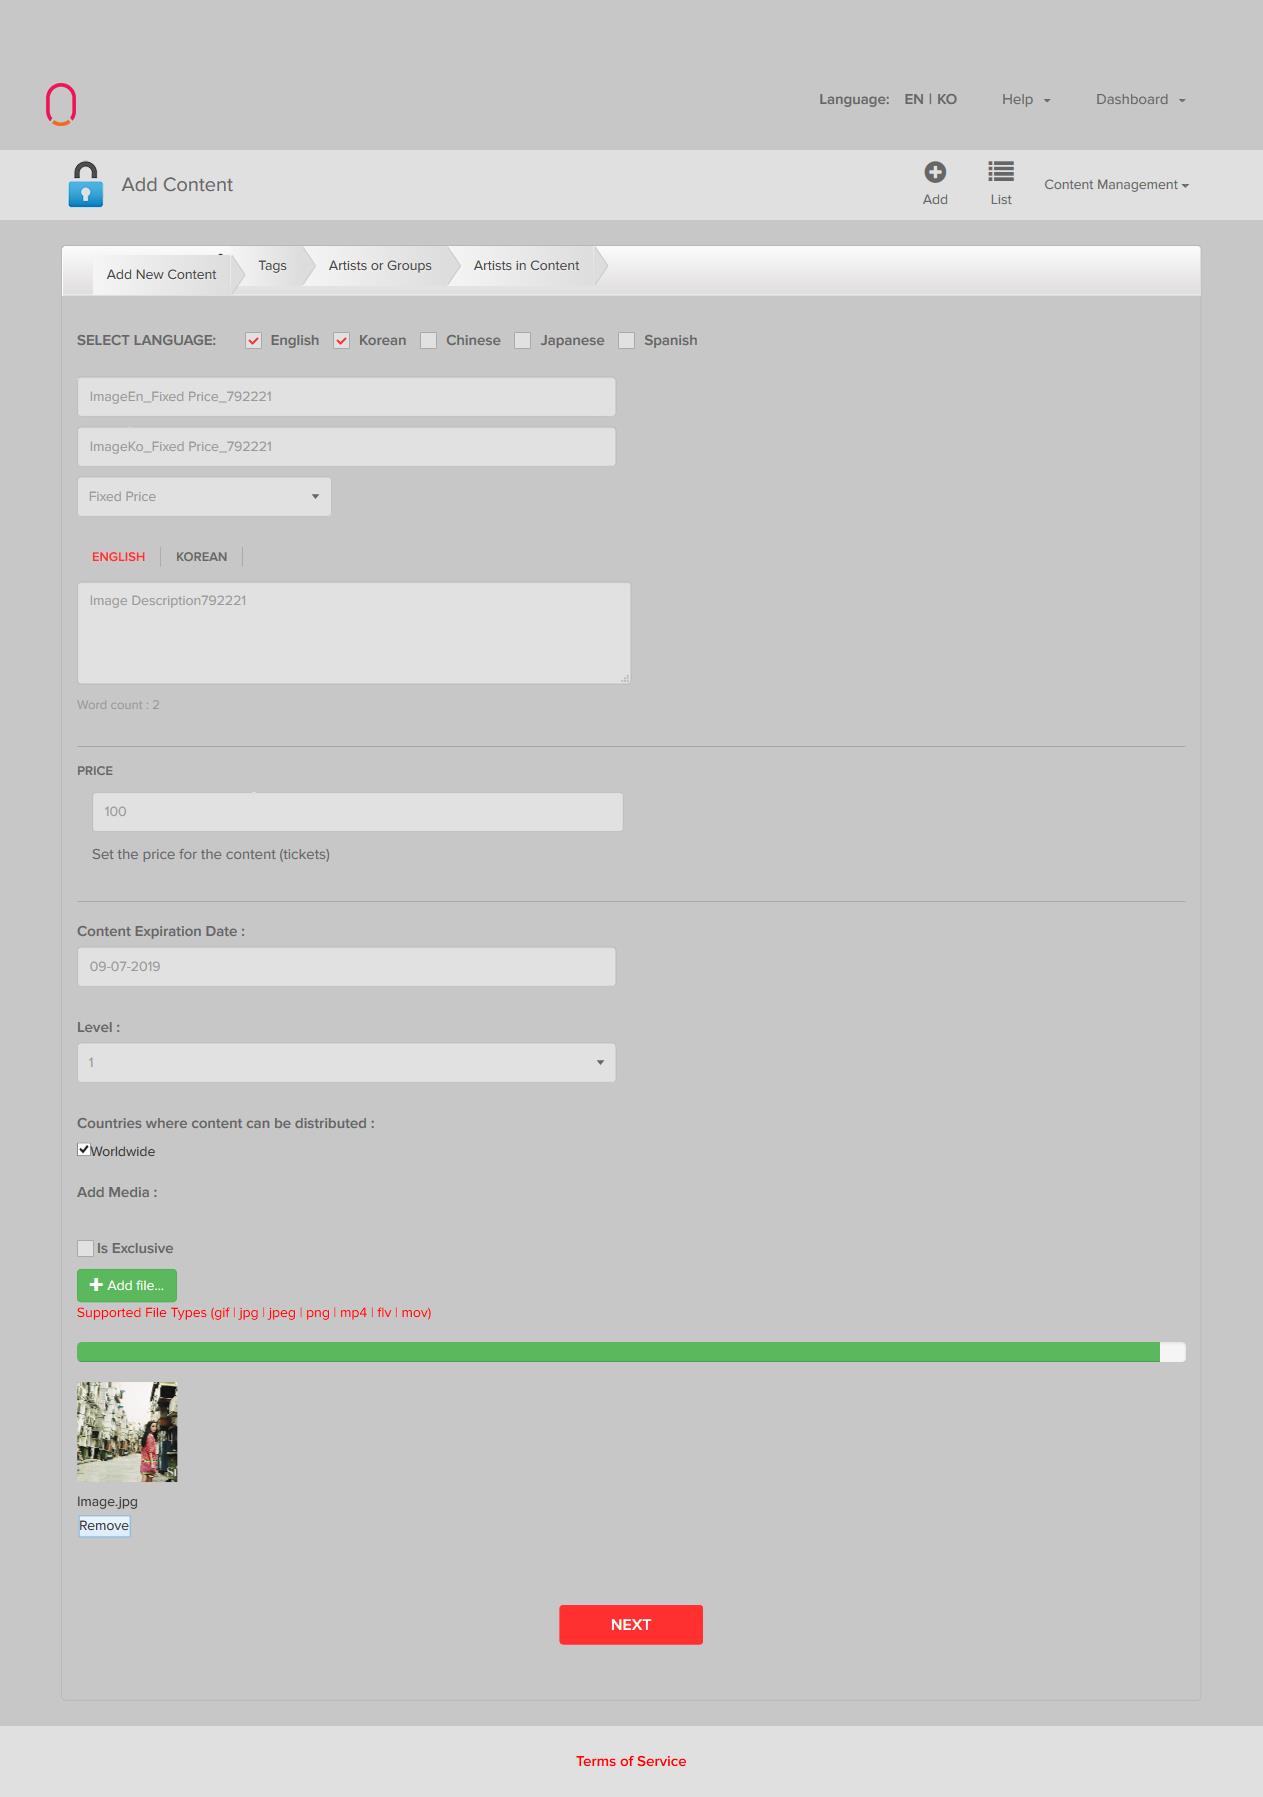 Language: EN | KO Help Dashboard
Add Content
Add List Content Management
Add New Content Tags Artists or Groups Artists in Content
SELECT LANGUAGE: English Korean Chinese Japanese Spanish
ImageEn_Fixed Price_792221
ImageKo_Fixed Price_792221
Fixed Price
ENGLISH KOREAN
Image Description792221
Word count : 2
PRICE
100
Set the price for the content (tickets)
Content Expiration Date :
09-07-2019
Level :
1
Countries where content can be distributed :
Worldwide
Add Media :
Is Exclusive
Add file...
Supported File Types (gif | jpg | jpeg | png | mp4 | flv | mov)
Image.jpg
Remove
NEXT
Terms of Service